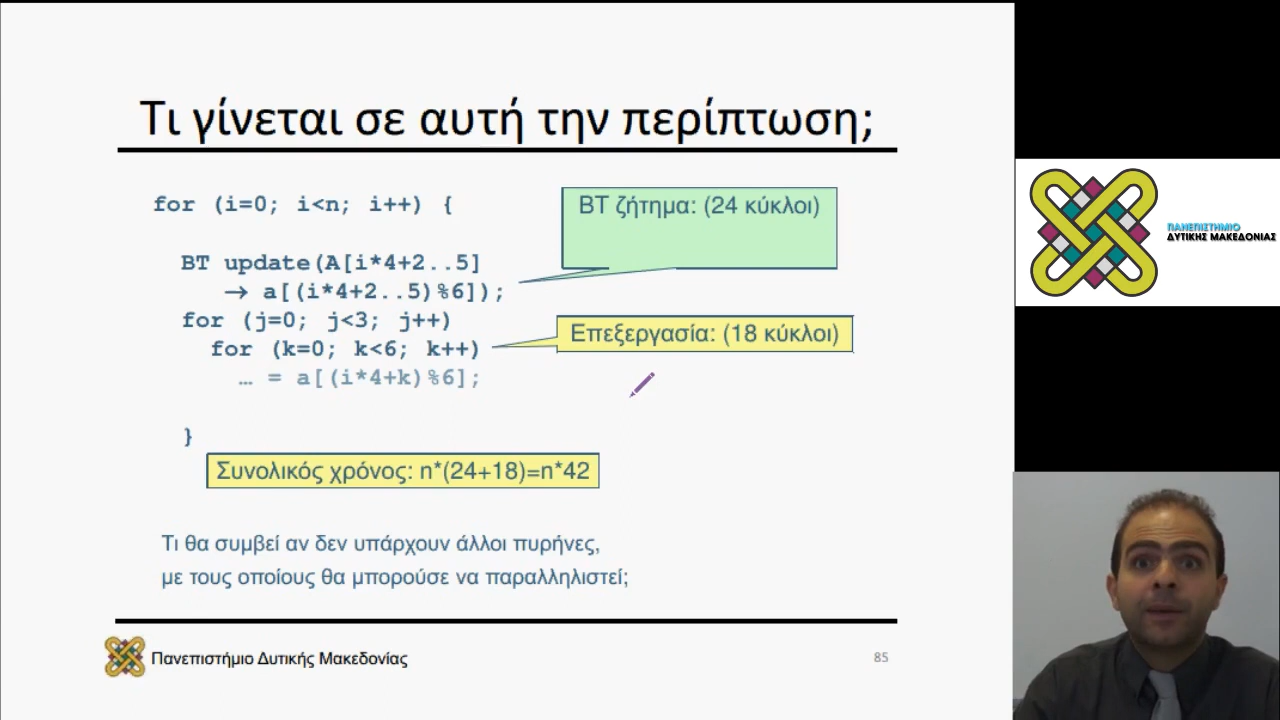 Τι γίνεται σε αυτή την περίπτωση;
for (i=0; i<n; i++) {
BT ζήτημα: (24 κύκλοι)
BT update(A[i*4+2..5]
→ a[(i*4+2..5)%6]);
for (j=0; j<3; j++)
Επεξεργασία: (18 κύκλοι)
for (k=0; k<6; k++)
… = a[(i*4+k)%6];
}
Συνολικός χρόνος: n*(24+18)=n*42
Τι θα συμβεί αν δεν υπάρχουν άλλοι πυρήνες,
με τους οποίους θα μπορούσε να παραλληλιστεί;
Πανεπιστήμιο Δυτικής Μακεδονίας
85
ΠΑΝΕΠΙΣΤΗΜΙΟ
ΔΥΤΙΚΗΣ ΜΑΚΕΔΟΝΙΑΣ